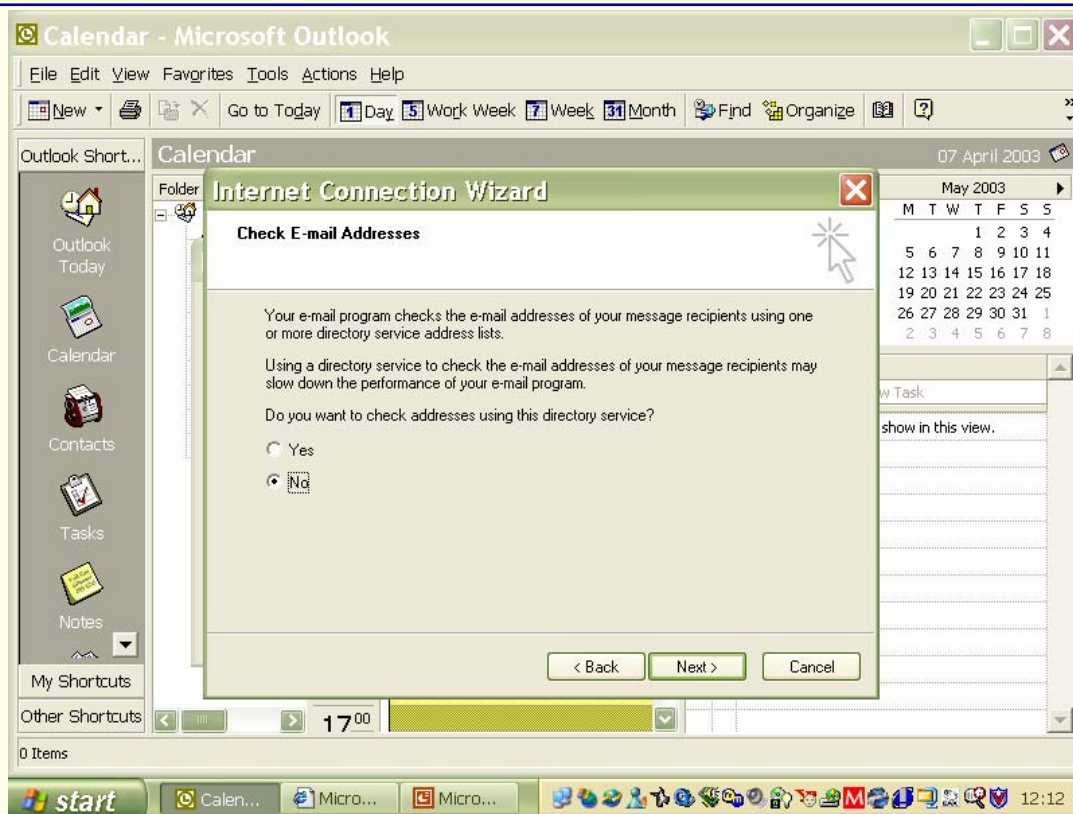 Calendar - Microsoft Outlook
File Edit View Favorites Tools Actions Help
New Go to Today 1 Day 5 Work Week 7 Week 31 Month Find Organize
Outlook Short... Calendar 07 April 2003
Folder
Outlook
Today
Calendar
Contacts
Tasks
Notes
My Shortcuts
Other Shortcuts
Internet Connection Wizard
Check E-mail Addresses
Your e-mail program checks the e-mail addresses of your message recipients using one
or more directory service address lists.
Using a directory service to check the e-mail addresses of your message recipients may
slow down the performance of your e-mail program.
Do you want to check addresses using this directory service?
Yes
No
< Back Next > Cancel
May 2003
M T W T F S S
1 2 3 4
5 6 7 8 9 10 11
12 13 14 15 16 17 18
19 20 21 22 23 24 25
26 27 28 29 30 31 1
2 3 4 5 6 7 8
w Task
show in this view.
17 00
0 Items
start Calen... Micro... Micro... M 12:12